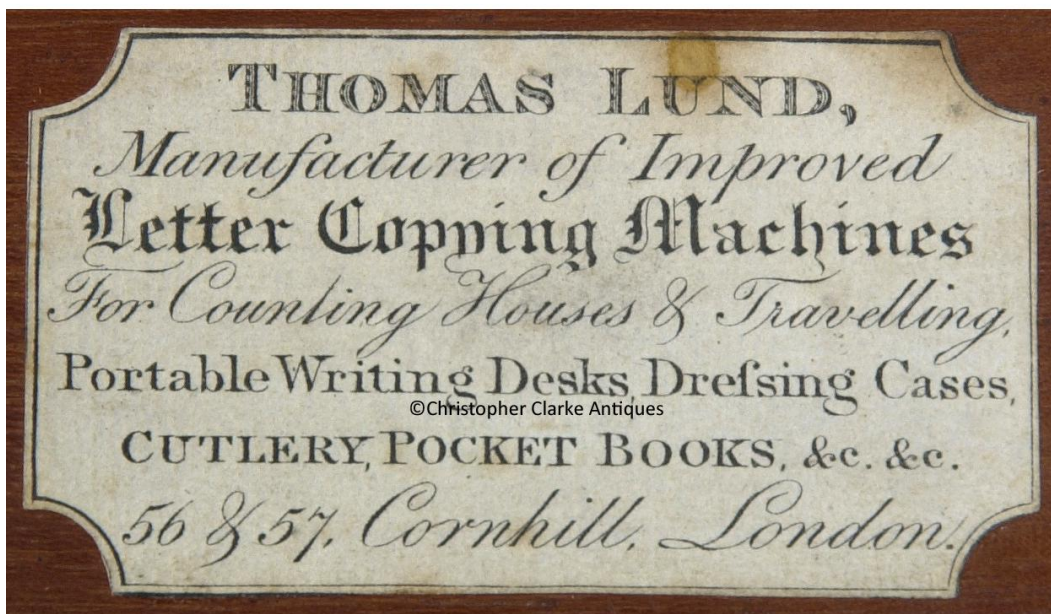 THOMAS LUND,
Manufacturer of Improved
Letter Copying Machines
For Counting Houses & Travelling,
Portable Writing Desks, Dreſsing Cases,
©Christopher Clarke Antiques
CUTLERY, POCKET BOOKS, &c. &c.
56 & 57, Cornhill, London.